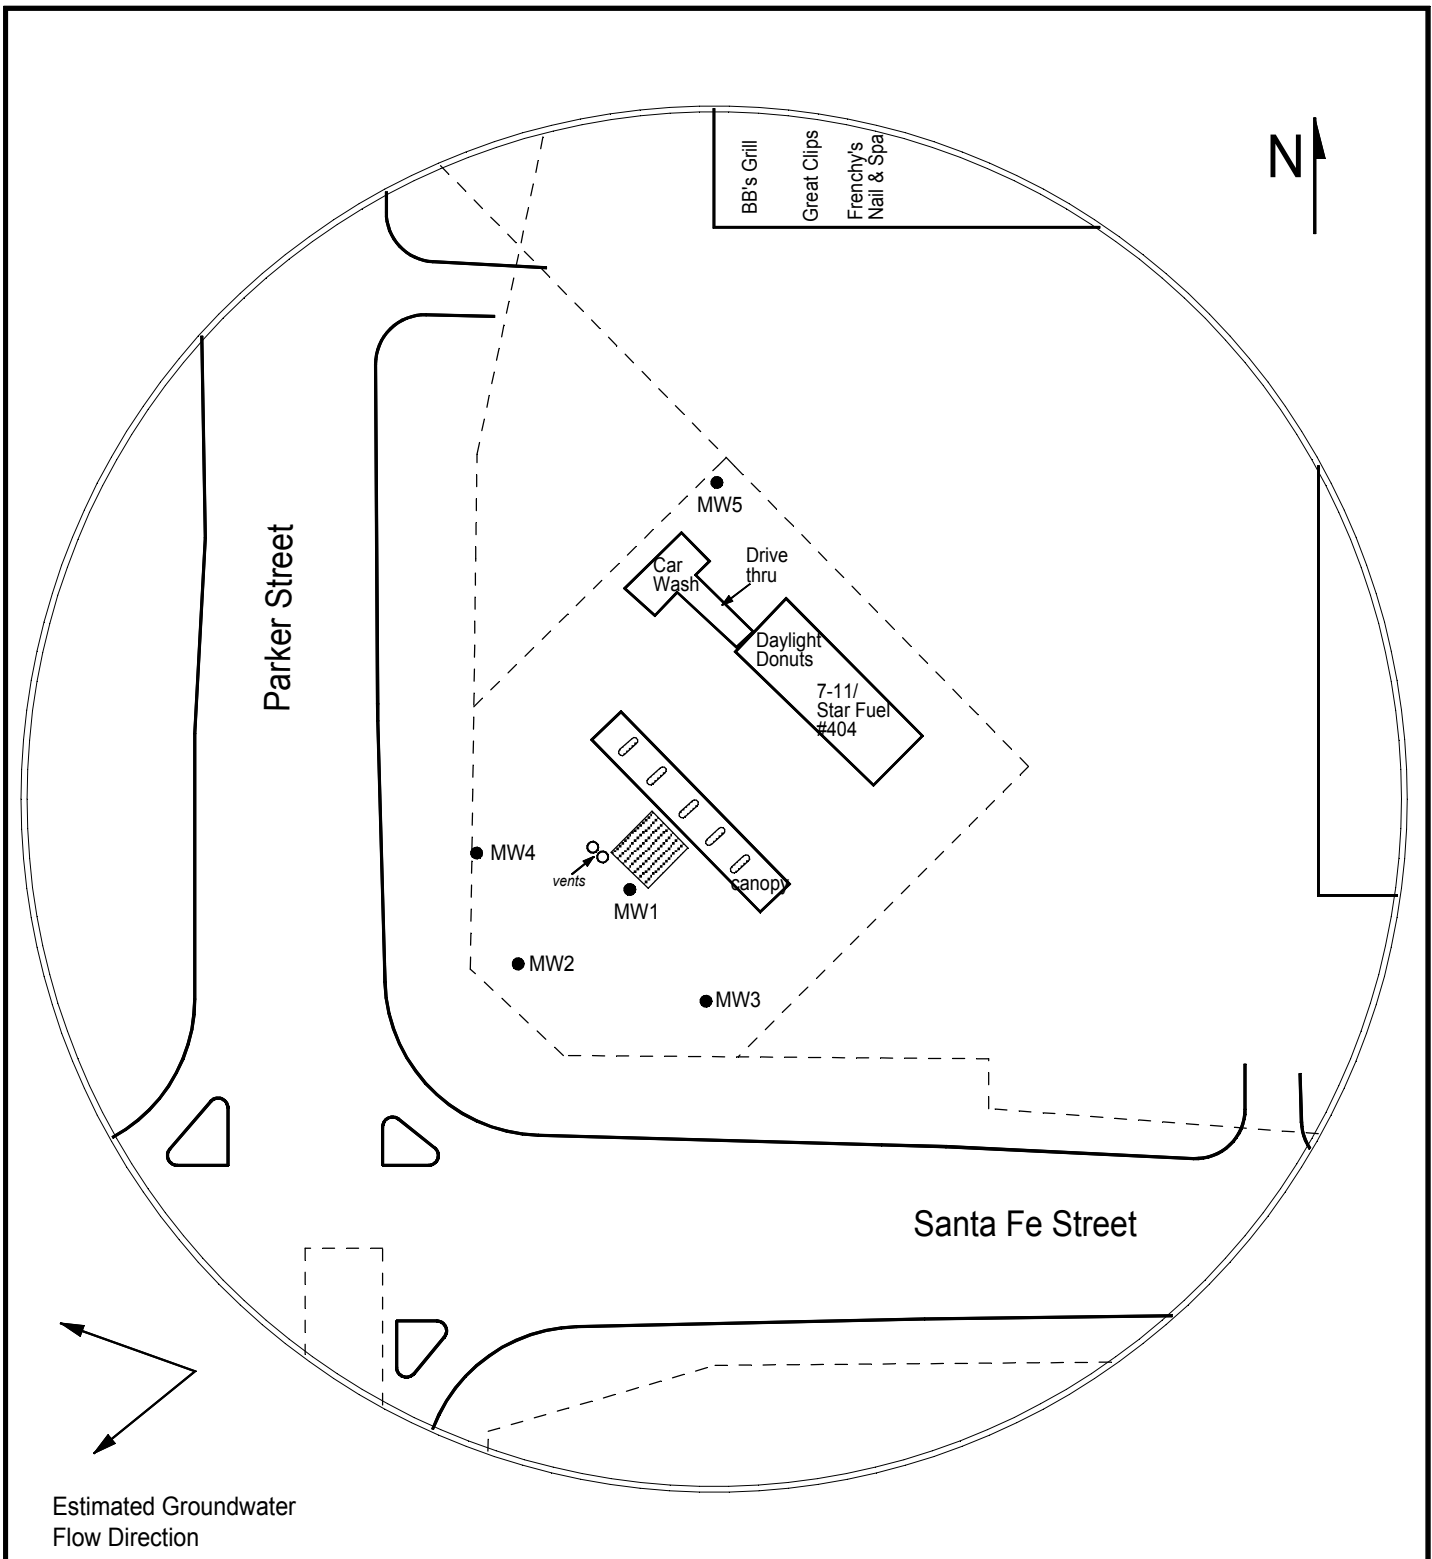 BB's Grill
Great Clips
Frenchy's
Nail & Spa
N
MW5
Parker Street
Car
Wash
Drive
thru
Daylight
Donuts
7-11/
Star Fuel
#404
MW4
vents
canopy
MW1
MW2
MW3
Santa Fe Street
Estimated Groundwater
Flow Direction